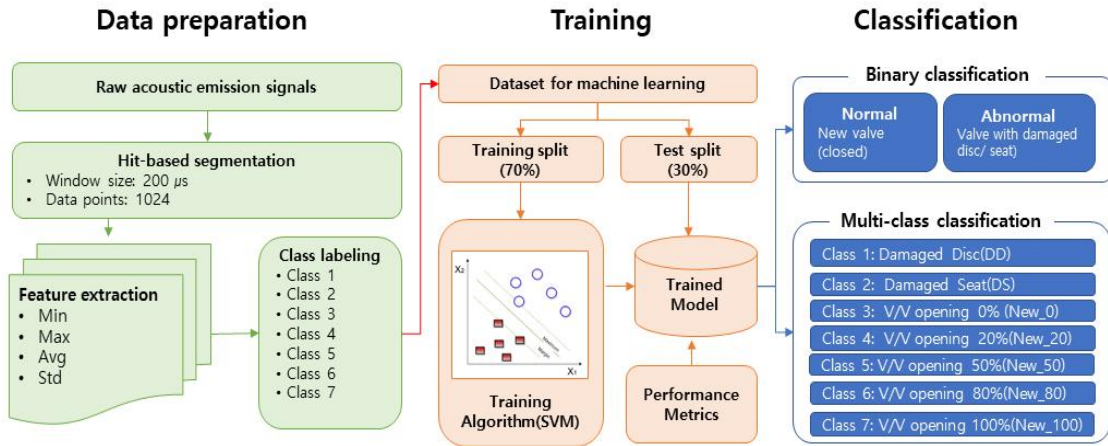 Data preparation
Raw acoustic emission signals
Hit-based segmentation
• Window size: 200 μs
• Data points: 1024
Feature extraction
• Min
• Max
• Avg
• Std
Class labeling
• Class 1
• Class 2
• Class 3
• Class 4
• Class 5
• Class 6
• Class 7
Training
Dataset for machine learning
Training split
(70%)
Test split
(30%)
X₂
Maximum
Margin
X₁
Training
Algorithm(SVM)
Trained
Model
Performance
Metrics
Classification
Binary classification
Normal
New valve
(closed)
Abnormal
Valve with damaged
disc/ seat)
Multi-class classification
Class 1: Damaged Disc(DD)
Class 2: Damaged Seat(DS)
Class 3: V/V opening 0%(New_0)
Class 4: V/V opening 20%(New_20)
Class 5: V/V opening 50%(New_50)
Class 6: V/V opening 80%(New_80)
Class 7: V/V opening 100%(New_100)